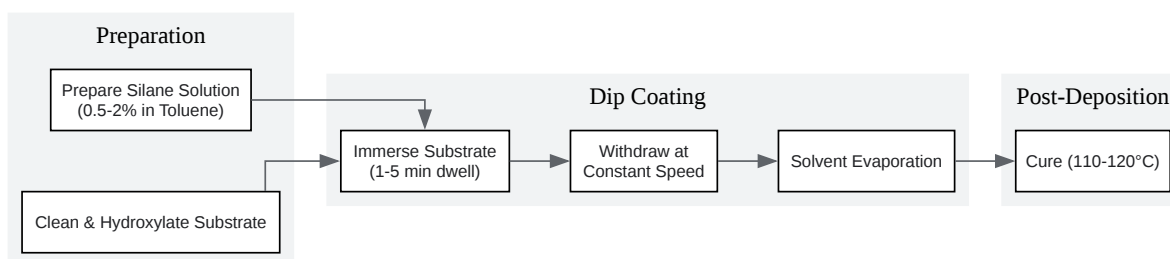 Preparation
Prepare Silane Solution
(0.5-2% in Toluene)
Clean & Hydroxylate Substrate
Dip Coating
Immerse Substrate
(1-5 min dwell)
Withdraw at
Constant Speed
Solvent Evaporation
Post-Deposition
Cure (110-120°C)